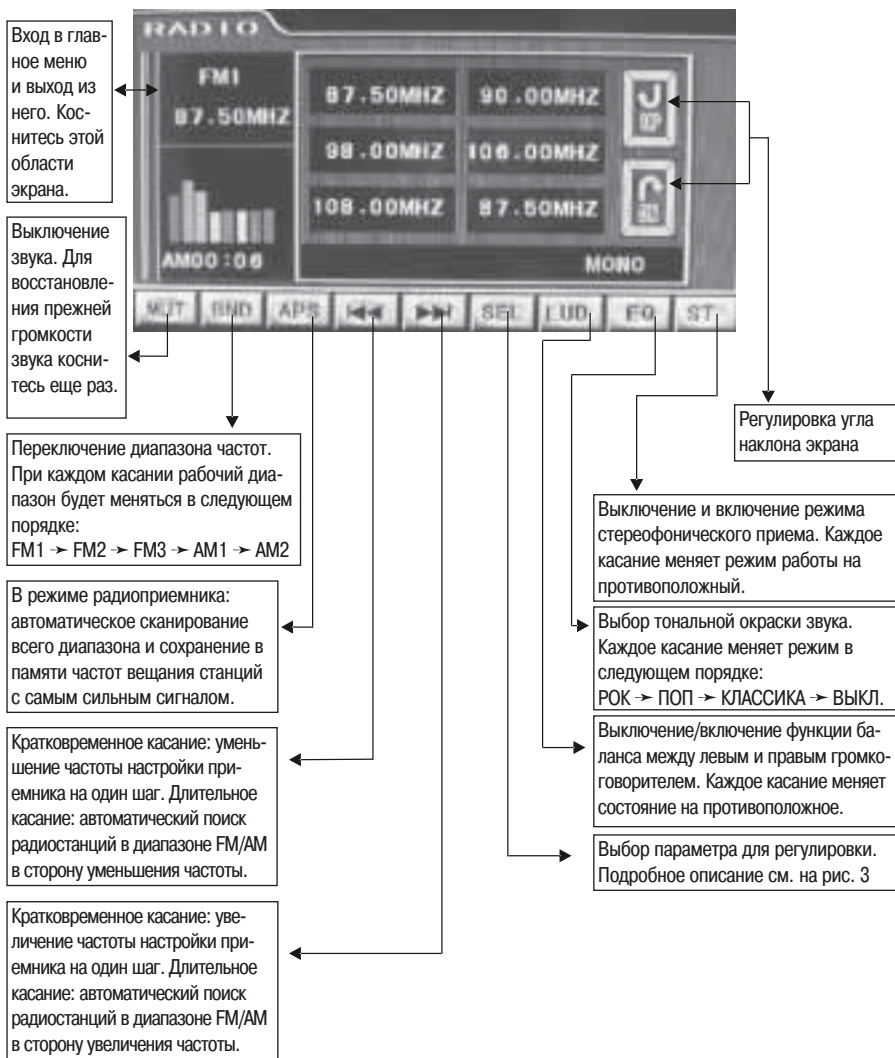 RADIO
FM1
87.50MHZ
87.50MHZ
90.00MHZ
98.00MHZ
106.00MHZ
108.00MHZ
87.50MHZ
AM00:06
MONO
MUT
BND
APS
SEL
LUD
EQ
ST
Вход в глав-
ное меню
и выход из
него. Кос-
нитесь этой
области
экрана.
Выключение
звука. Для
восстановле-
ния прежней
громкости
звука косни-
тесь еще раз.
Переключение диапазона частот.
При каждом касании рабочий диа-
пазон будет меняться в следующем
порядке:
FM1 → FM2 → FM3 → AM1 → AM2
В режиме радиоприемника:
автоматическое сканирование
всего диапазона и сохранение в
памяти частот вещания станций
с самым сильным сигналом.
Кратковременное касание: умень-
шение частоты настройки при-
емника на один шаг. Длительное
касание: автоматический поиск
радиостанций в диапазоне FM/AM
в сторону уменьшения частоты.
Кратковременное касание: уве-
личение частоты настройки при-
емника на один шаг. Длительное
касание: автоматический поиск
радиостанций в диапазоне FM/AM
в сторону увеличения частоты.
Регулировка угла
наклона экрана
Выключение и включение режима
стереофонического приема. Каждое
касание меняет режим работы на
противоположный.
Выбор тональной окраски звука.
Каждое касание меняет режим в
следующем порядке:
РОК → ПОП → КЛАССИКА → ВЫКЛ.
Выключение/включение функции ба-
ланса между левым и правым громко-
говорителем. Каждое касание меняет
состояние на противоположное.
Выбор параметра для регулировки.
Подробное описание см. на рис. 3